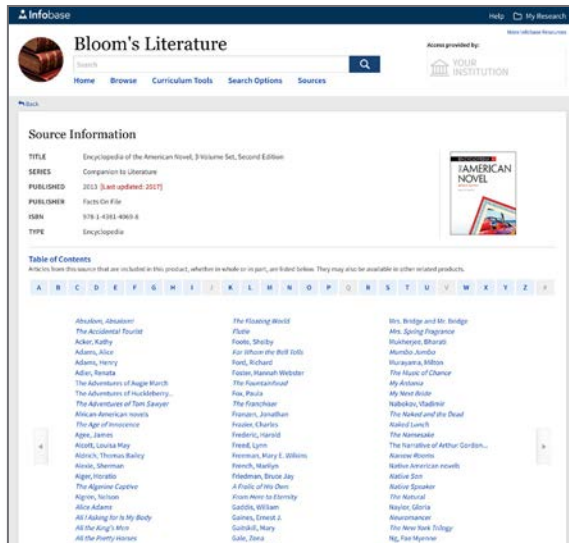 Infobase
Help My Research
More Infobase Resources
Bloom's Literature
Access provided by:
YOUR
INSTITUTION
Search
Home Browse Curriculum Tools Search Options Sources
Back
Source Information
TITLE Encyclopedia of the American Novel, 3-Volume Set, Second Edition
SERIES Companion to Literature
PUBLISHED 2013 [Last updated: 2017]
PUBLISHER Facts On File
ISBN 978-1-4381-4069-8
TYPE Encyclopedia
AMERICAN
NOVEL
Table of Contents
Articles from this source that are included in this product, whether in whole or in part, are listed below. They may also be available in other related products.
A B C D E F G H I J K L M N O P Q R S T U V W X Y Z #
Absalom, Absalom!
The Accidental Tourist
Acker, Kathy
Adams, Alice
Adams, Henry
Adler, Renata
The Adventures of Augie March
The Adventures of Huckleberry...
The Adventures of Tom Sawyer
African-American novels
The Age of Innocence
Agee, James
Alcott, Louisa May
Aldrich, Thomas Bailey
Alexie, Sherman
Alger, Horatio
The Algerine Captive
Algren, Nelson
Alice Adams
All I Asking for Is My Body
All the King's Men
All the Pretty Horses
The Floating World
Flutie
Foote, Shelby
For Whom the Bell Tolls
Ford, Richard
Foster, Hannah Webster
The Fountainhead
Fox, Paula
The Franchiser
Franzen, Jonathan
Frazier, Charles
Frederic, Harold
Freed, Lynn
Freeman, Mary E. Wilkins
French, Marilyn
Friedman, Bruce Jay
A Frolic of His Own
From Here to Eternity
Gaddis, William
Gaines, Ernest J.
Gaitskill, Mary
Gale, Zona
Mrs. Bridge and Mr. Bridge
Mrs. Spring Fragrance
Mukherjee, Bharati
Mumbo Jumbo
Murayama, Milton
The Music of Chance
My Ántonia
My Next Bride
Nabokov, Vladimir
The Naked and the Dead
Naked Lunch
The Namesake
The Narrative of Arthur Gordon...
Narrow Rooms
Native American novels
Native Son
Native Speaker
The Natural
Naylor, Gloria
Neuromancer
The New York Trilogy
Ng, Fae Myenne